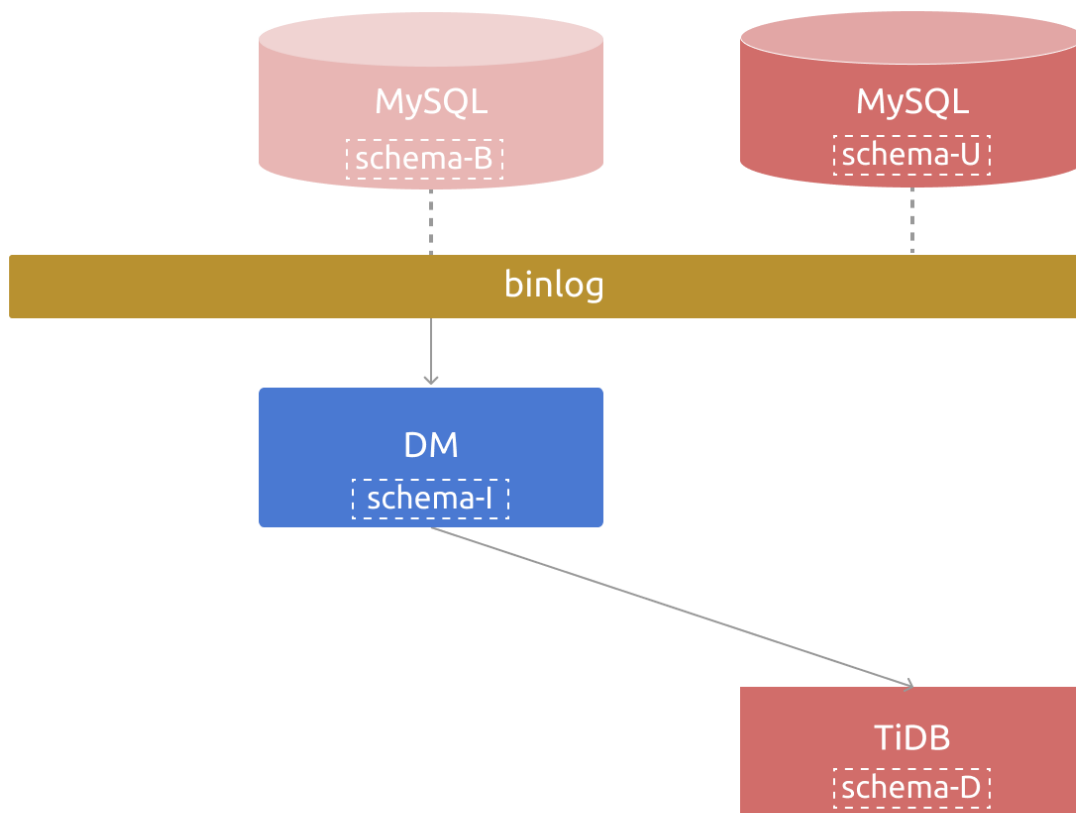 MySQL
schema-B
MySQL
schema-U
binlog
DM
schema-I
TiDB
schema-D